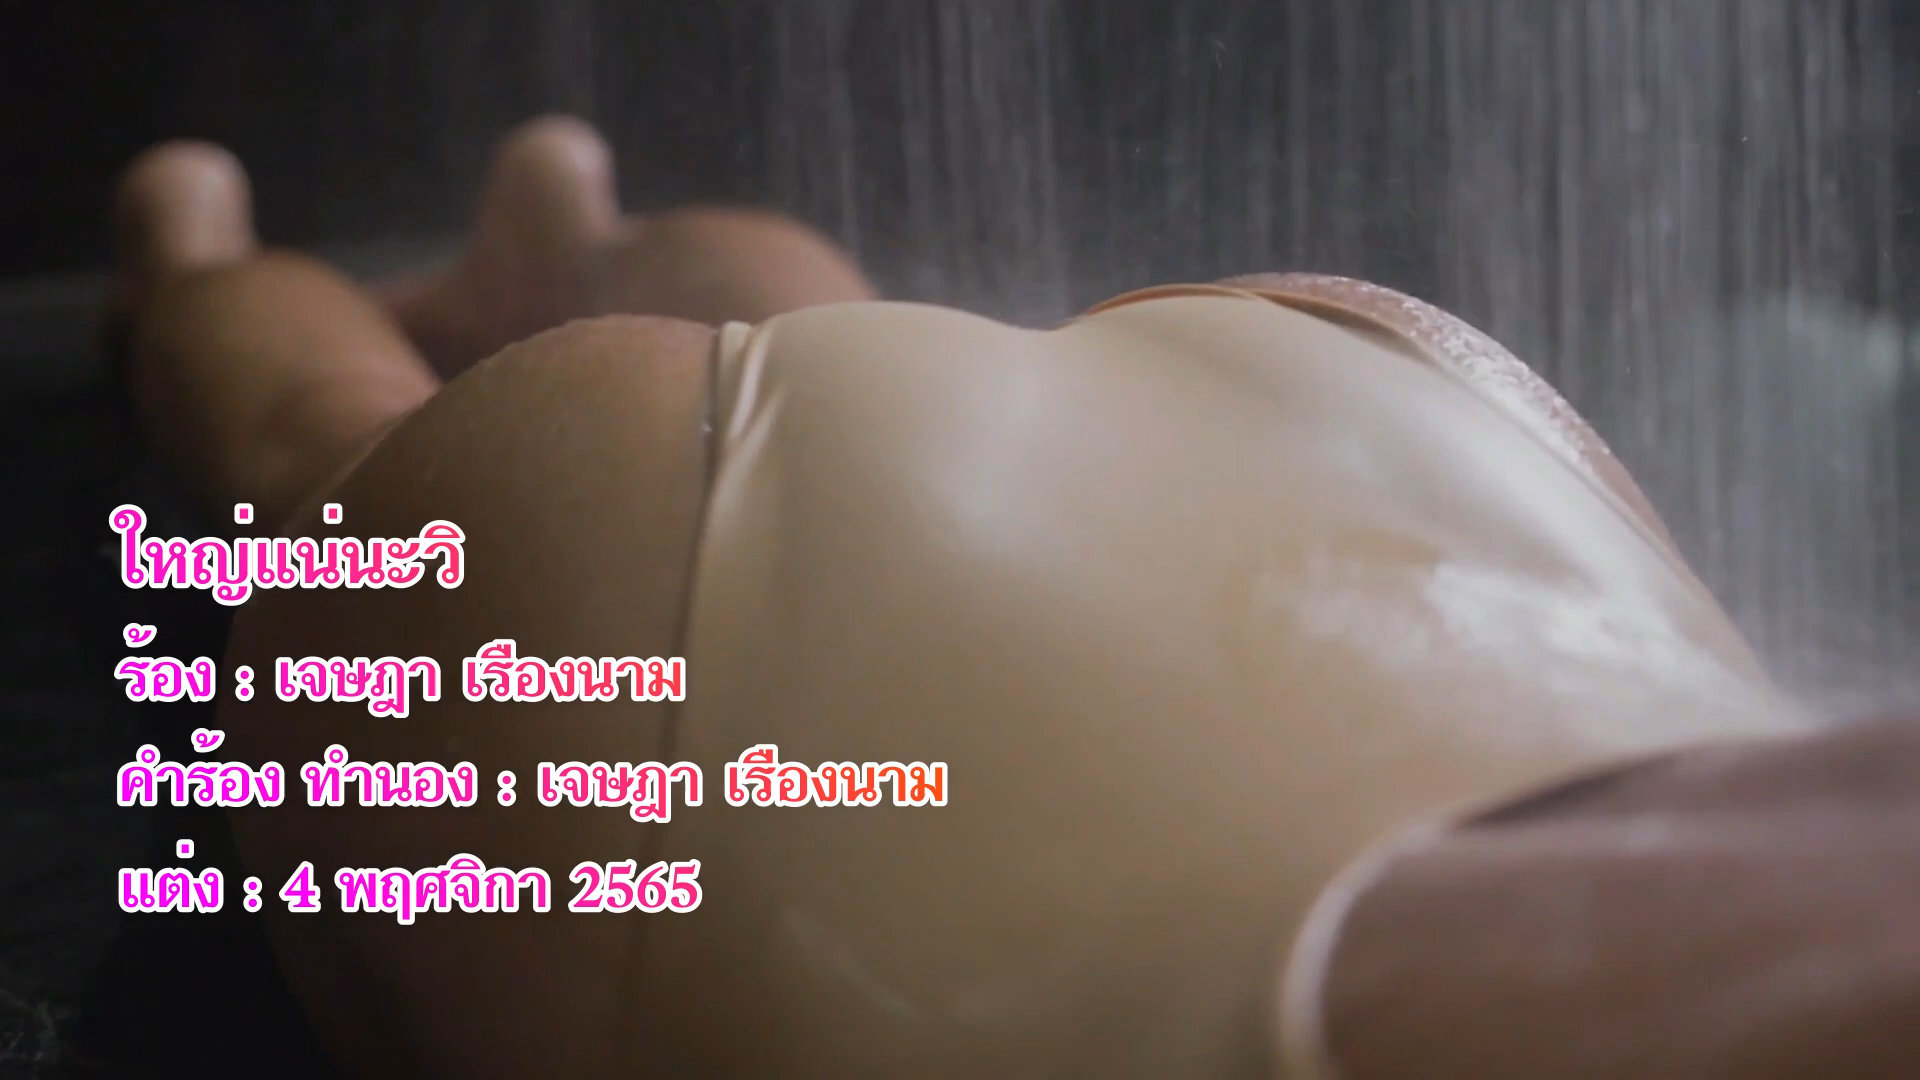 ใหญ่แน่นะวิ
ร้อง : เจษฎา เรืองนาม
คำร้อง ทำนอง : เจษฎา เรืองนาม
แต่ง : 4 พฤศจิกา 2565